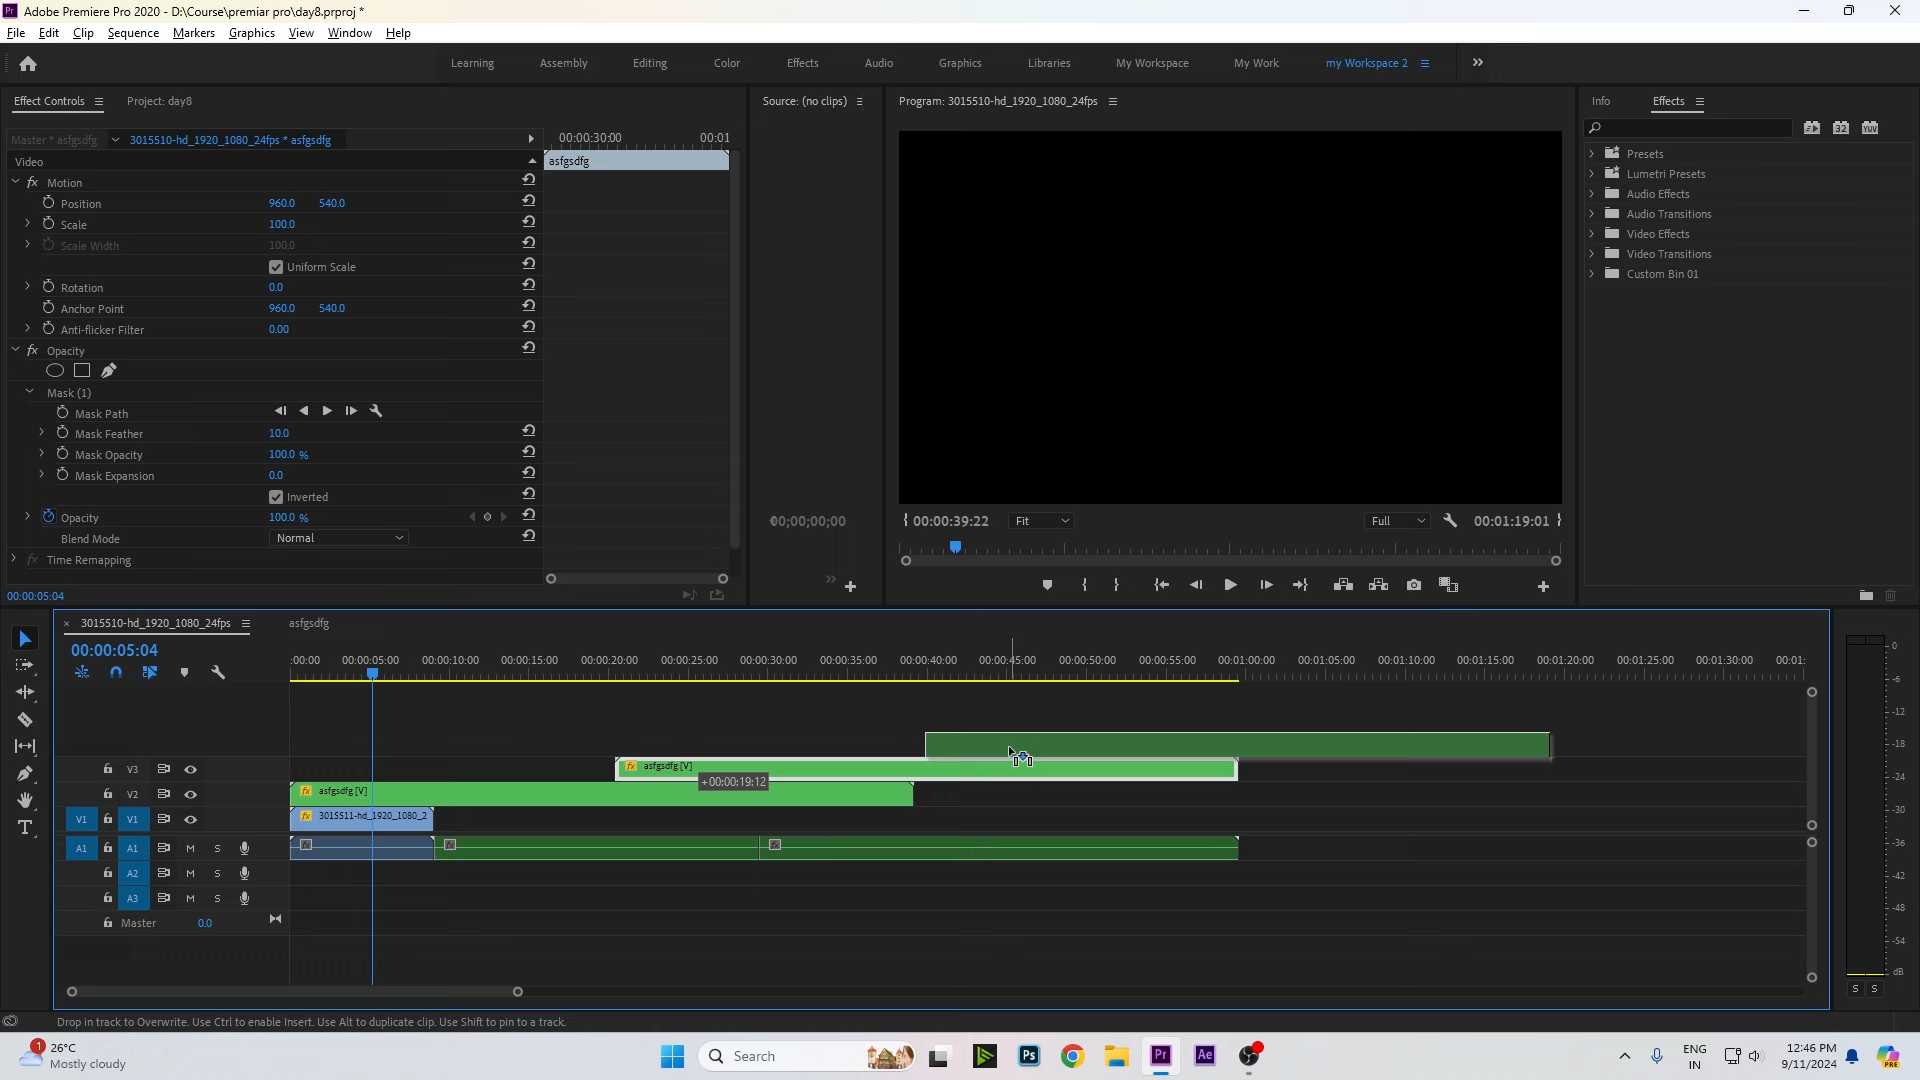 Adobe Premiere Pro 2020 - D:\Course\premiar pro\day8.prproj *
File Edit Clip Sequence Markers Graphics View Window Help
Learning Assembly Editing Color Effects Audio Graphics Libraries My Workspace My Work my Workspace 2
Effect Controls Project: day8 Source: (no clips) Program: 3015510-hd_1920_1080_24fps Info Effects
Master * asfgsdfg 3015510-hd_1920_1080_24fps * asfgsdfg 00:00:30:00 00:01
Video asfgsdfg
Presets
Lumetri Presets
Audio Effects
Audio Transitions
Video Effects
Video Transitions
Custom Bin 01
Motion
Position 960.0 540.0
Scale 100.0
Scale Width 100.0
Uniform Scale
Rotation 0.0
Anchor Point 960.0 540.0
Anti-flicker Filter 0.00
Opacity
Mask (1)
Mask Path
Mask Feather 10.0
Mask Opacity 100.0 %
Mask Expansion 0.0
Inverted
Opacity 100.0 %
Blend Mode Normal
Time Remapping
00:00:05:04
00;00;00;00 00:00:39:22 Fit Full 00:01:19:01
3015510-hd_1920_1080_24fps asfgsdfg
00:00:05:04
:00:00 00:00:05:00 00:00:10:00 00:00:15:00 00:00:20:00 00:00:25:00 00:00:30:00 00:00:35:00 00:00:40:00 00:00:45:00 00:00:50:00 00:00:55:00 00:01:00:00 00:01:05:00 00:01:10:00 00:01:15:00 00:01:20:00 00:01:25:00 00:01:30:00 00:01:
V3 asfgsdfg [V]
+00:00:19:12
V2 asfgsdfg [V]
V1 V1 3015511-hd_1920_1080_2
A1 A1 M S
A2 M S
A3 M S
Master 0.0
0
-6
-12
-18
-24
-30
-36
-42
-48
-54
dB
S S
Drop in track to Overwrite. Use Ctrl to enable Insert. Use Alt to duplicate clip. Use Shift to pin to a track.
1 26°C
Mostly cloudy
Search
ENG
IN
12:46 PM
9/11/2024